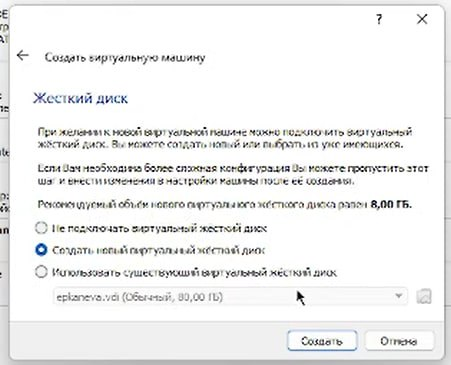 ?
Создать виртуальную машину
Жесткий диск
При желании к новой виртуальной машине можно подключить виртуальный
жёсткий диск. Вы можете создать новый или выбрать из уже имеющихся.
Если Вам необходима более сложная конфигурация Вы можете пропустить этот
шаг и внести изменения в настройки машины после её создания.
Рекомендуемый объём нового виртуального жёсткого диска равен 8,00 ГБ.
Не подключать виртуальный жесткий диск
Создать новый виртуальный жёсткий диск
Использовать существующий виртуальный жёсткий диск
epkaneva.vdi (Обычный, 80,00 ГБ)
Создать
Отмена